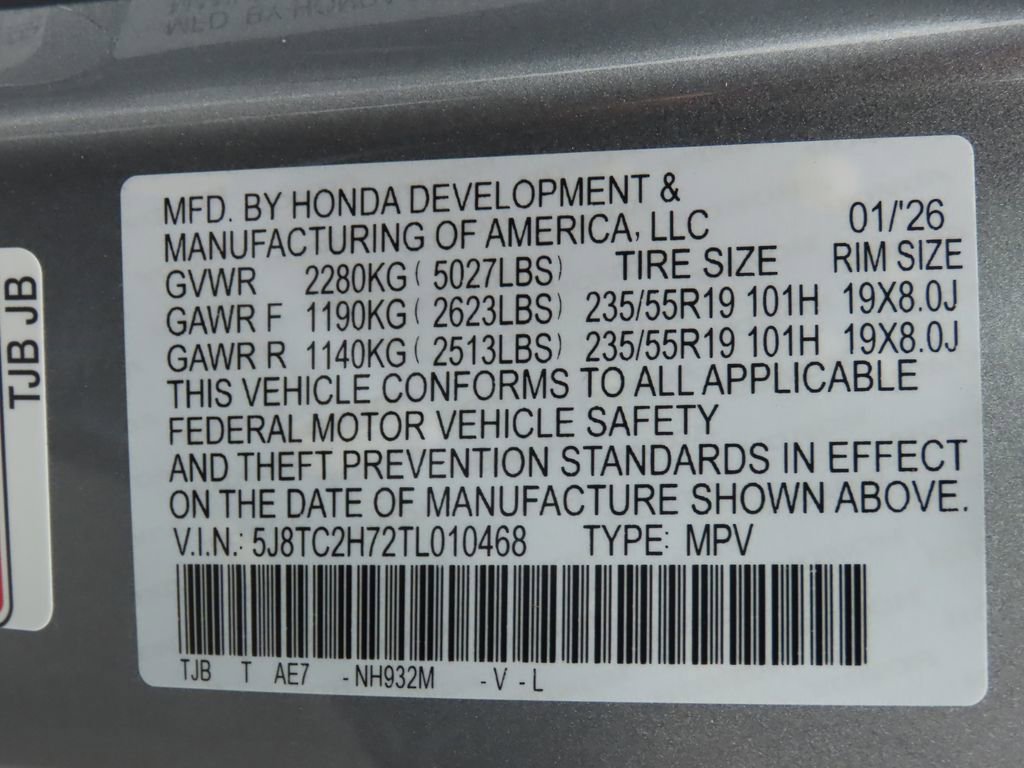 MFD. BY HONDA DEVELOPMENT &
MANUFACTURING OF AMERICA, LLC 01/'26
GVWR 2280KG ( 5027LBS) TIRE SIZE RIM SIZE
GAWR F 1190KG ( 2623LBS) 235/55R19 101H 19X8.0J
GAWR R 1140KG ( 2513LBS) 235/55R19 101H 19X8.0J
THIS VEHICLE CONFORMS TO ALL APPLICABLE
FEDERAL MOTOR VEHICLE SAFETY
AND THEFT PREVENTION STANDARDS IN EFFECT
ON THE DATE OF MANUFACTURE SHOWN ABOVE.
V.I.N.: 5J8TC2H72TL010468 TYPE: MPV
TJB T AE7 -NH932M -V-L
TJB JB
MFD BY HONDA